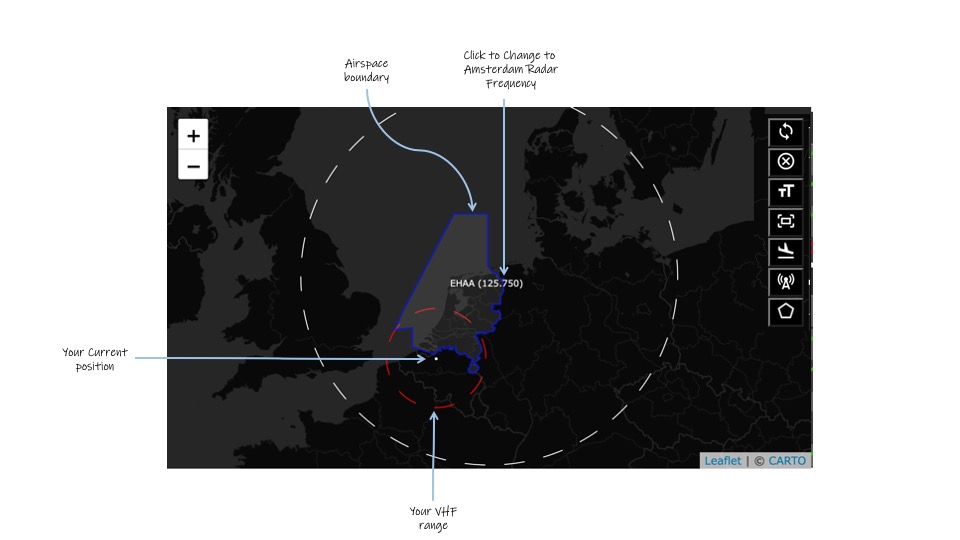 Click to Change to
Amsterdam Radar
Frequency
Airspace
boundary
+
−
TT
EHAA (125.750)
Your Current
position
Leaflet | © CARTO
Your VHF
range